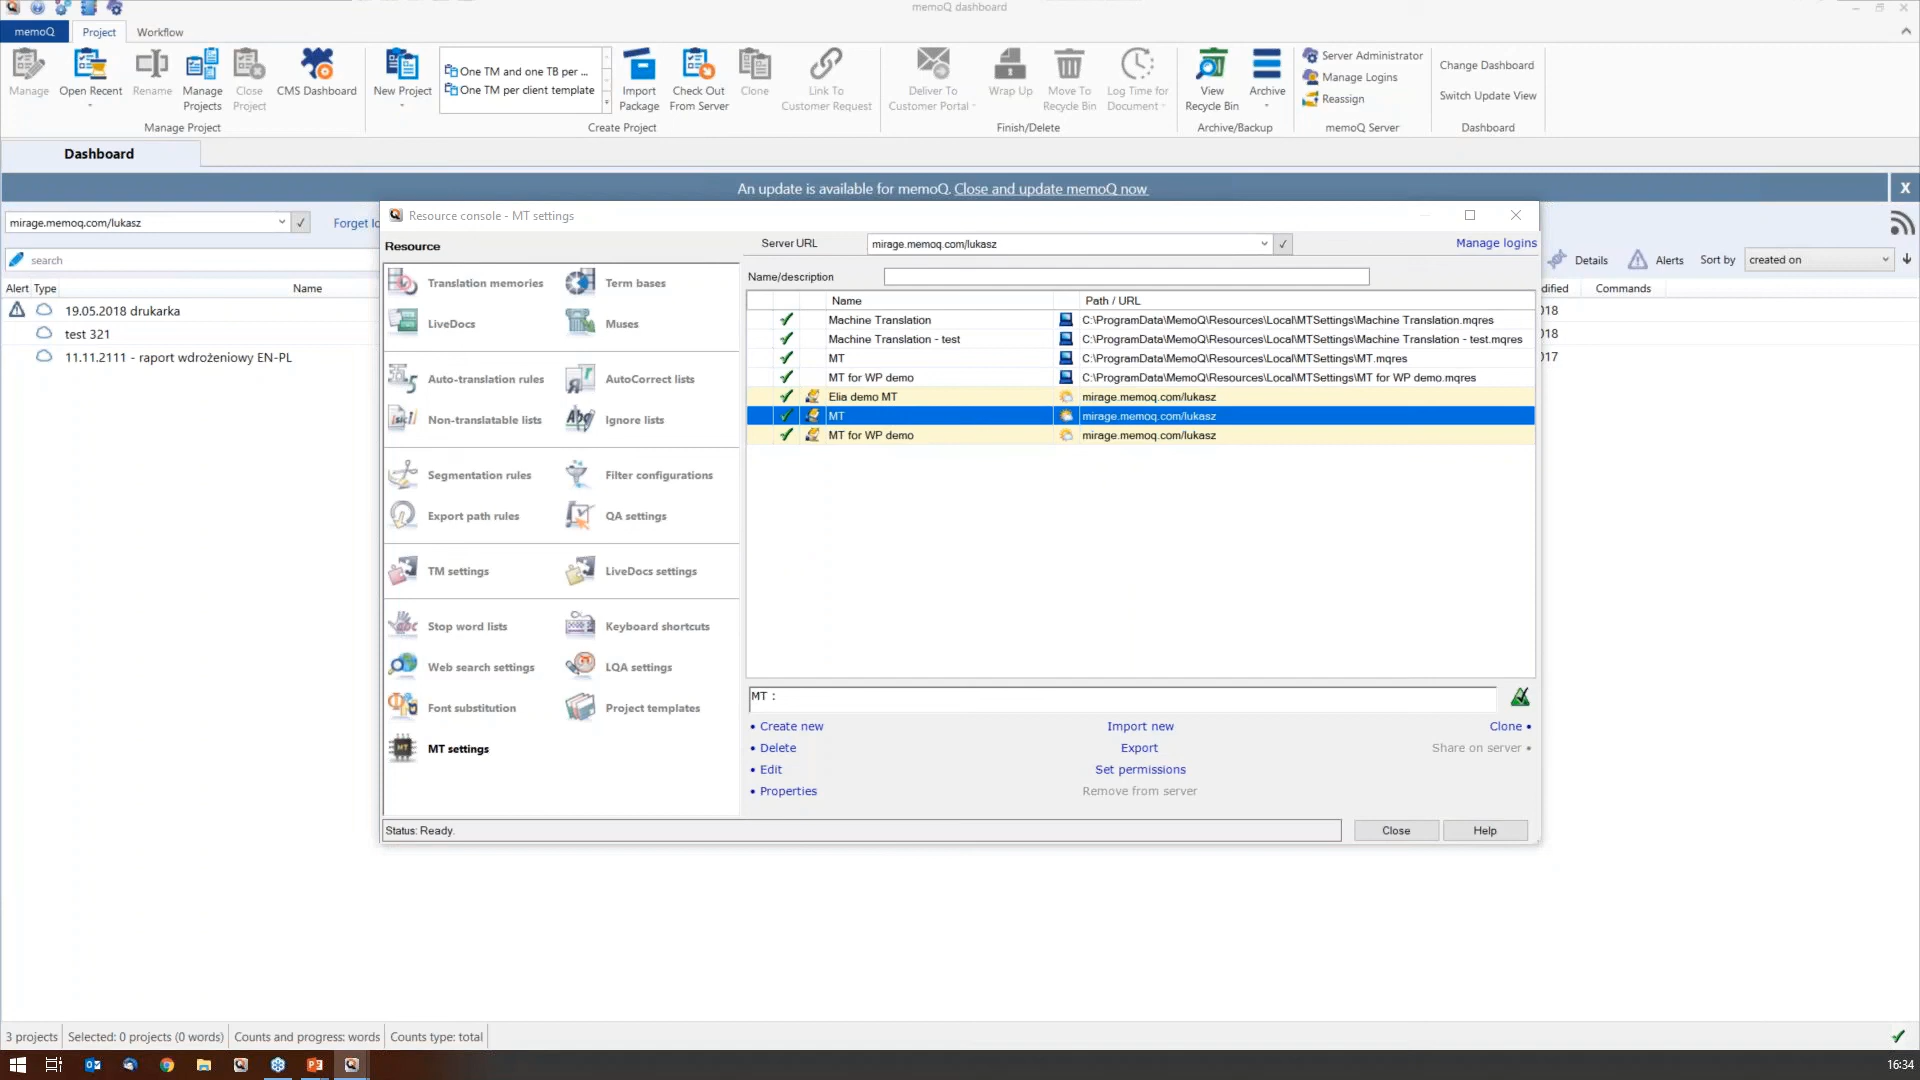 memoQ dashboard
memoQ Project Workflow
Manage Open Recent Rename Manage Projects Close Project CMS Dashboard
Manage Project
New Project One TM and one TB per ... One TM per client template Import Package Check Out From Server Clone Link To Customer Request
Create Project
Deliver To Customer Portal Wrap Up Move To Recycle Bin Log Time for Document
Finish/Delete
View Recycle Bin Archive
Archive/Backup
Server Administrator
Manage Logins
Reassign
memoQ Server
Change Dashboard
Switch Update View
Dashboard
Dashboard
An update is available for memoQ. Close and update memoQ now X
mirage.memoq.com/lukasz Forget lo
search
Details Alerts Sort by created on
Alert Type Name
dified Commands
19.05.2018 drukarka
018
test 321
018
11.11.2111 - raport wdrożeniowy EN-PL
017
Resource console - MT settings
Resource
Translation memories Term bases
LiveDocs Muses
Auto-translation rules AutoCorrect lists
Non-translatable lists Ignore lists
Segmentation rules Filter configurations
Export path rules QA settings
TM settings LiveDocs settings
Stop word lists Keyboard shortcuts
Web search settings LQA settings
Font substitution Project templates
MT settings
Server URL mirage.memoq.com/lukasz Manage logins
Name/description
Name Path / URL
Machine Translation C:\ProgramData\MemoQ\Resources\Local\MTSettings\Machine Translation.mqres
Machine Translation - test C:\ProgramData\MemoQ\Resources\Local\MTSettings\Machine Translation - test.mqres
MT C:\ProgramData\MemoQ\Resources\Local\MTSettings\MT.mqres
MT for WP demo C:\ProgramData\MemoQ\Resources\Local\MTSettings\MT for WP demo.mqres
Elia demo MT mirage.memoq.com/lukasz
MT mirage.memoq.com/lukasz
MT for WP demo mirage.memoq.com/lukasz
MT :
• Create new Import new Clone •
• Delete Export Share on server •
• Edit Set permissions
• Properties Remove from server
Status: Ready. Close Help
3 projects Selected: 0 projects (0 words) Counts and progress: words Counts type: total
16:34